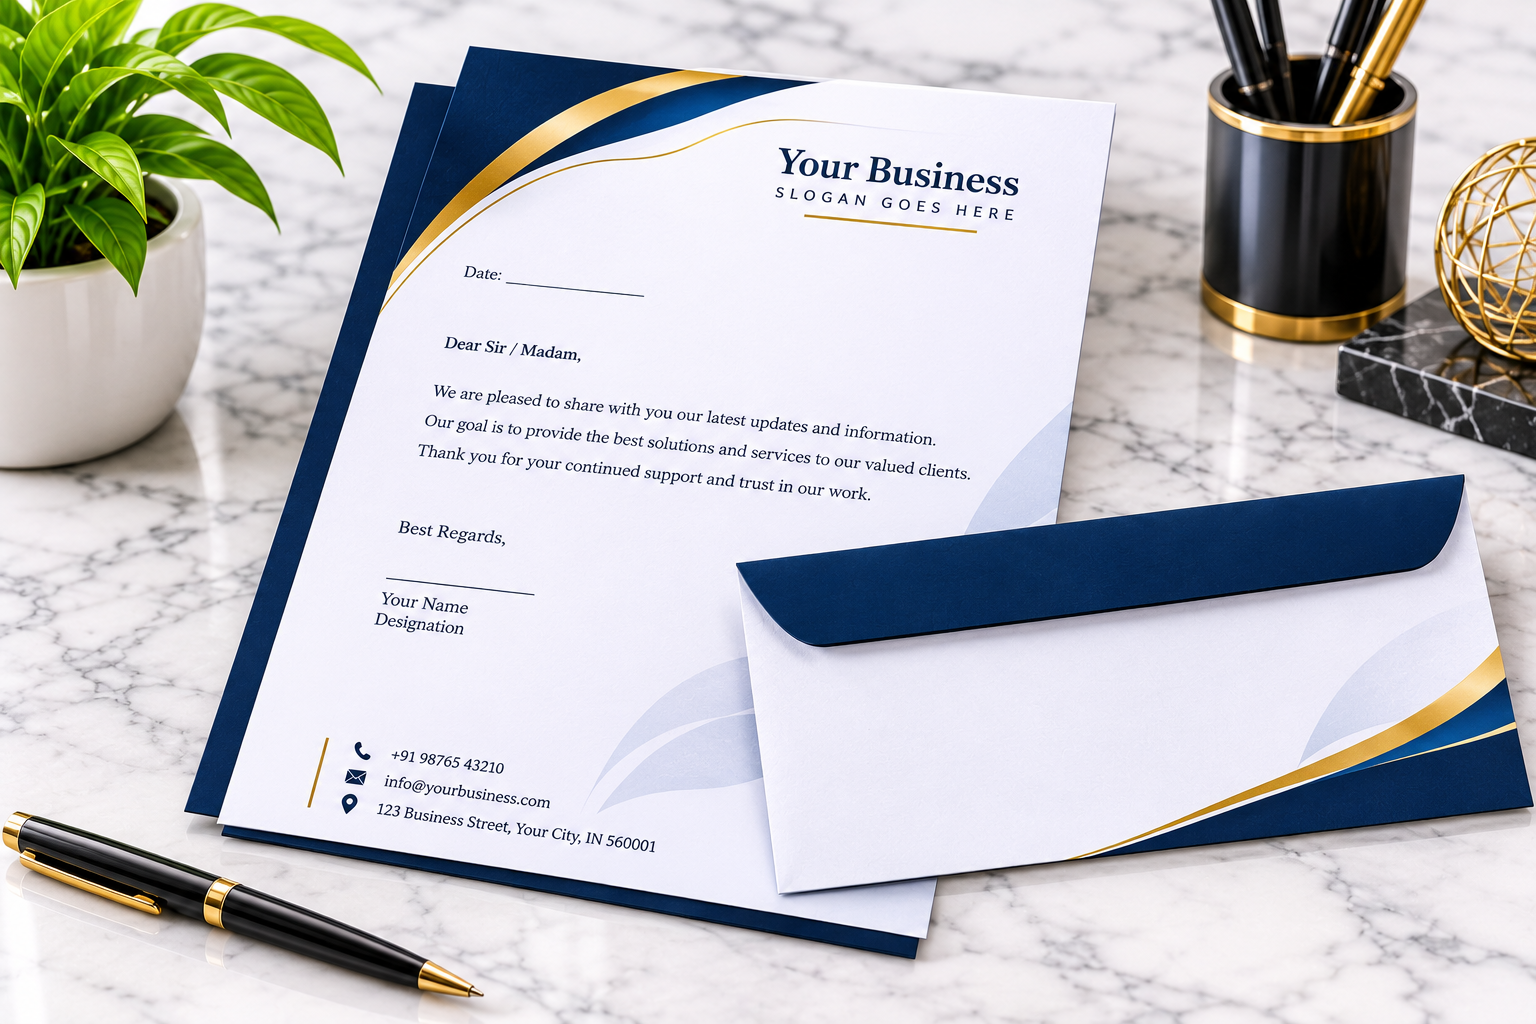 Your Business
SLOGAN GOES HERE
Date: ____________
Dear Sir / Madam,
We are pleased to share with you our latest updates and information.
Our goal is to provide the best solutions and services to our valued clients.
Thank you for your continued support and trust in our work.
Best Regards,
____________
Your Name
Designation
+91 98765 43210
info@yourbusiness.com
123 Business Street, Your City, IN 560001